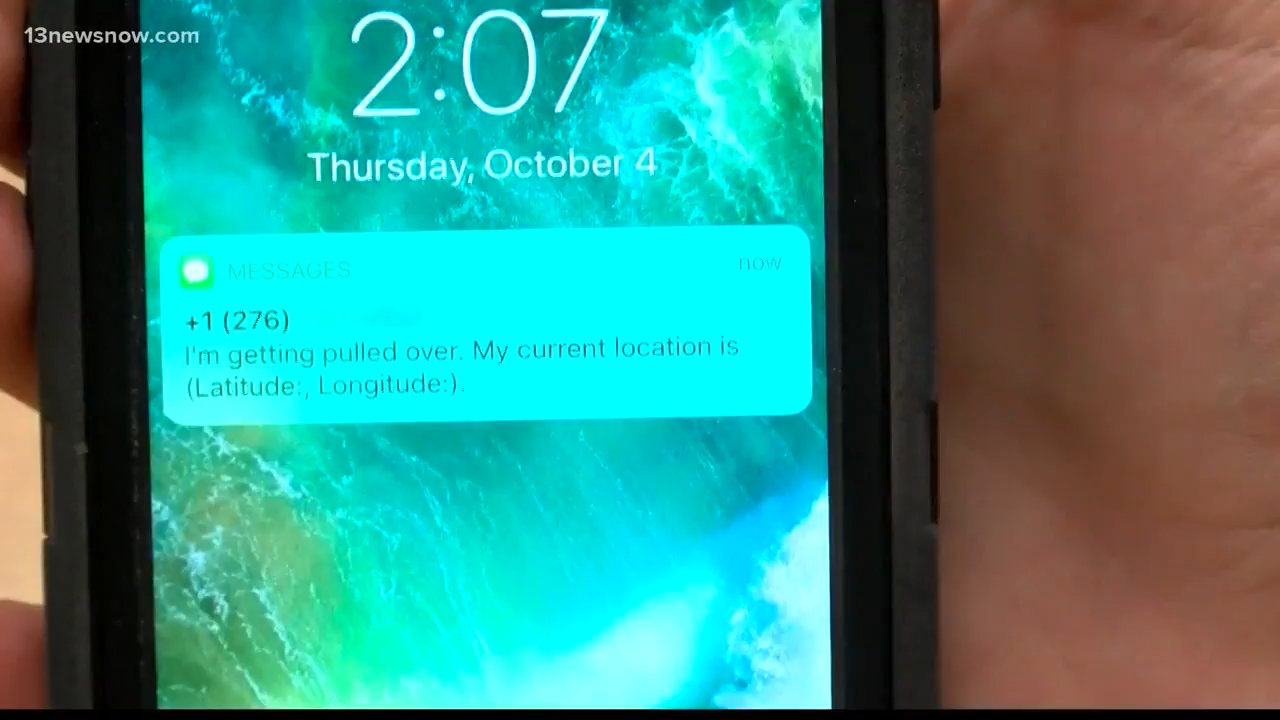 13newsnow.com
2:07
Thursday, October 4
MESSAGES
now
+1 (276)
I'm getting pulled over. My current location is
(Latitude:, Longitude:).